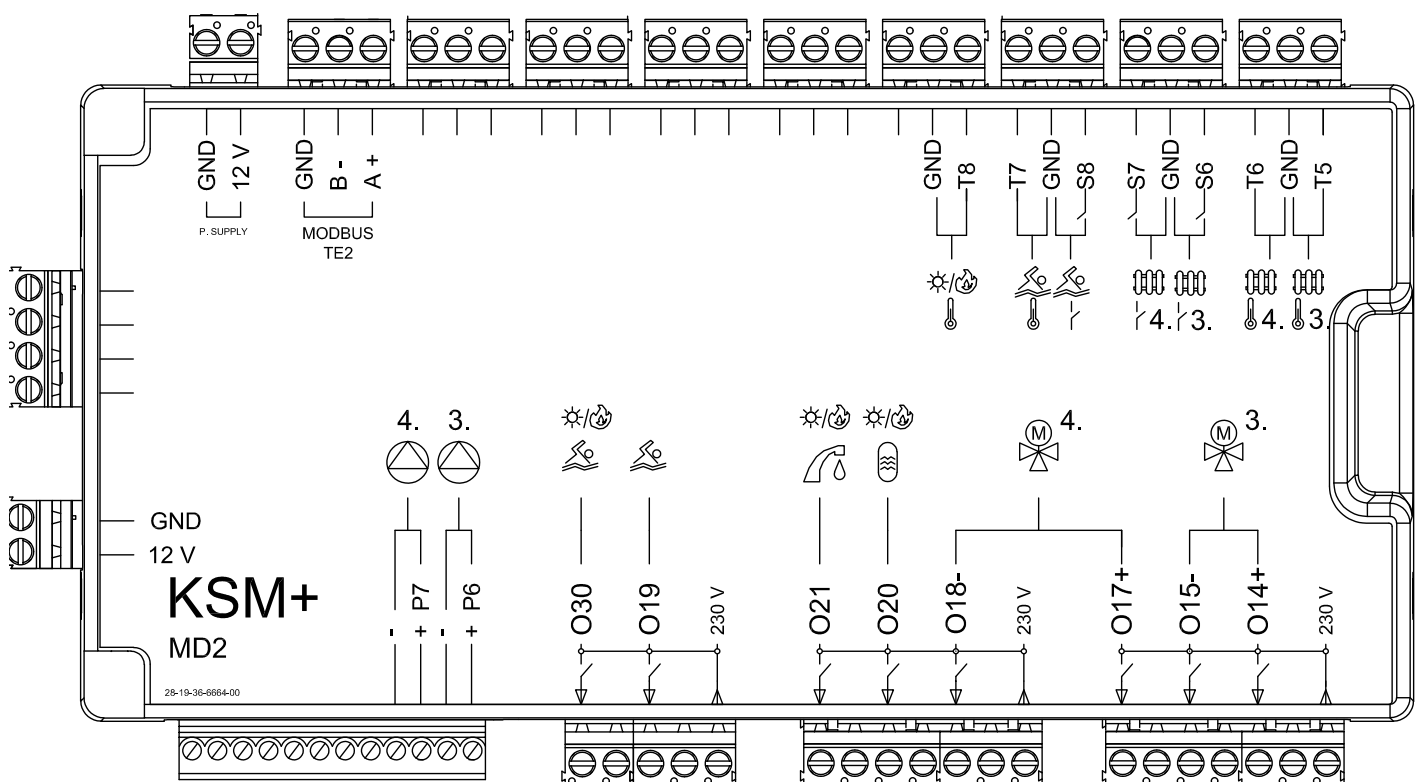 GND
12 V
P. SUPPLY
GND
B -
A +
MODBUS
TE2
GND
T8
T7
GND
S8
S7
GND
S6
T6
GND
T5
4.
3.
4.
3.
4.
3.
M
4.
M
3.
GND
12 V
KSM+
MD2
28-19-36-6664-00
-
+ P7
-
+ P6
O30
O19
230 V
O21
O20
O18-
230 V
O17+
O15-
O14+
230 V